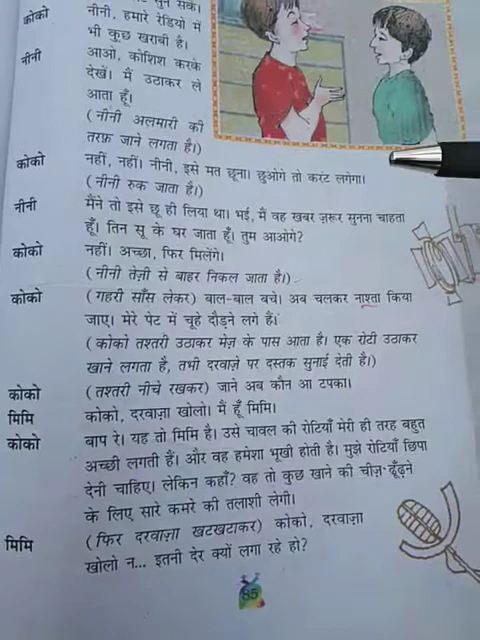 सुन सके।
कोको नीनी, हमारे रेडियो में
भी कुछ खराबी है।
नीनी आओ, कोशिश करके
देखें। मैं उठाकर ले
आता हूँ।
(नीनी अलमारी की
तरफ़ जाने लगता है।)
कोको नहीं, नहीं। नीनी, इसे मत छूना। छुओगे तो करंट लगेगा।
(नीनी रुक जाता है।)
नीनी मैंने तो इसे छू ही लिया था। भई, मैं वह खबर ज़रूर सुनना चाहता
हूँ। तिन सू के घर जाता हूँ। तुम आओगे?
कोको नहीं। अच्छा, फिर मिलेंगे।
(नीनी तेज़ी से बाहर निकल जाता है।)
कोको (गहरी साँस लेकर) बाल-बाल बचे। अब चलकर नाश्ता किया
जाए। मेरे पेट में चूहे दौड़ने लगे हैं।
(कोको तश्तरी उठाकर मेज़ के पास आता है। एक रोटी उठाकर
खाने लगता है, तभी दरवाज़े पर दस्तक सुनाई देती है।)
कोको (तश्तरी नीचे रखकर) जाने अब कौन आ टपका।
मिमि कोको, दरवाज़ा खोलो। मैं हूँ मिमि।
कोको बाप रे। यह तो मिमि है। उसे चावल की रोटियाँ मेरी ही तरह बहुत
अच्छी लगती हैं। और वह हमेशा भूखी होती है। मुझे रोटियाँ छिपा
देनी चाहिए। लेकिन कहाँ? वह तो कुछ खाने की चीज़ ढूँढ़ने
के लिए सारे कमरे की तलाशी लेगी।
मिमि (फिर दरवाज़ा खटखटाकर) कोको, दरवाज़ा
खोलो न... इतनी देर क्यों लगा रहे हो?
85